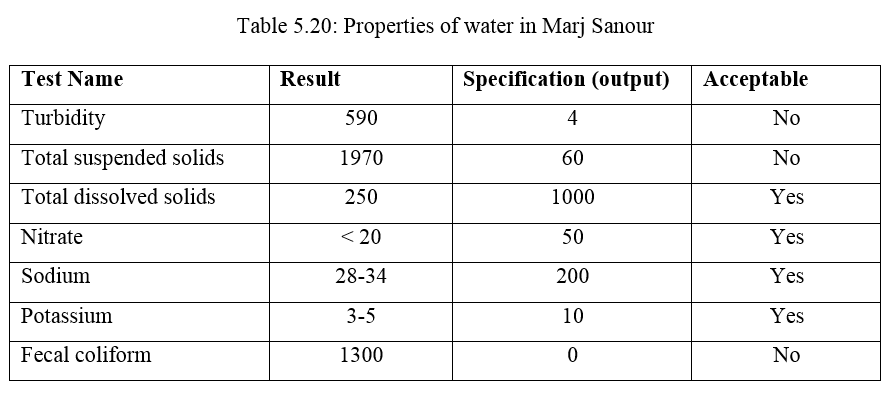 Table 5.20: Properties of water in Marj Sanour
Test Name Result Specification (output) Acceptable
Turbidity 590 4 No
Total suspended solids 1970 60 No
Total dissolved solids 250 1000 Yes
Nitrate < 20 50 Yes
Sodium 28-34 200 Yes
Potassium 3-5 10 Yes
Fecal coliform 1300 0 No